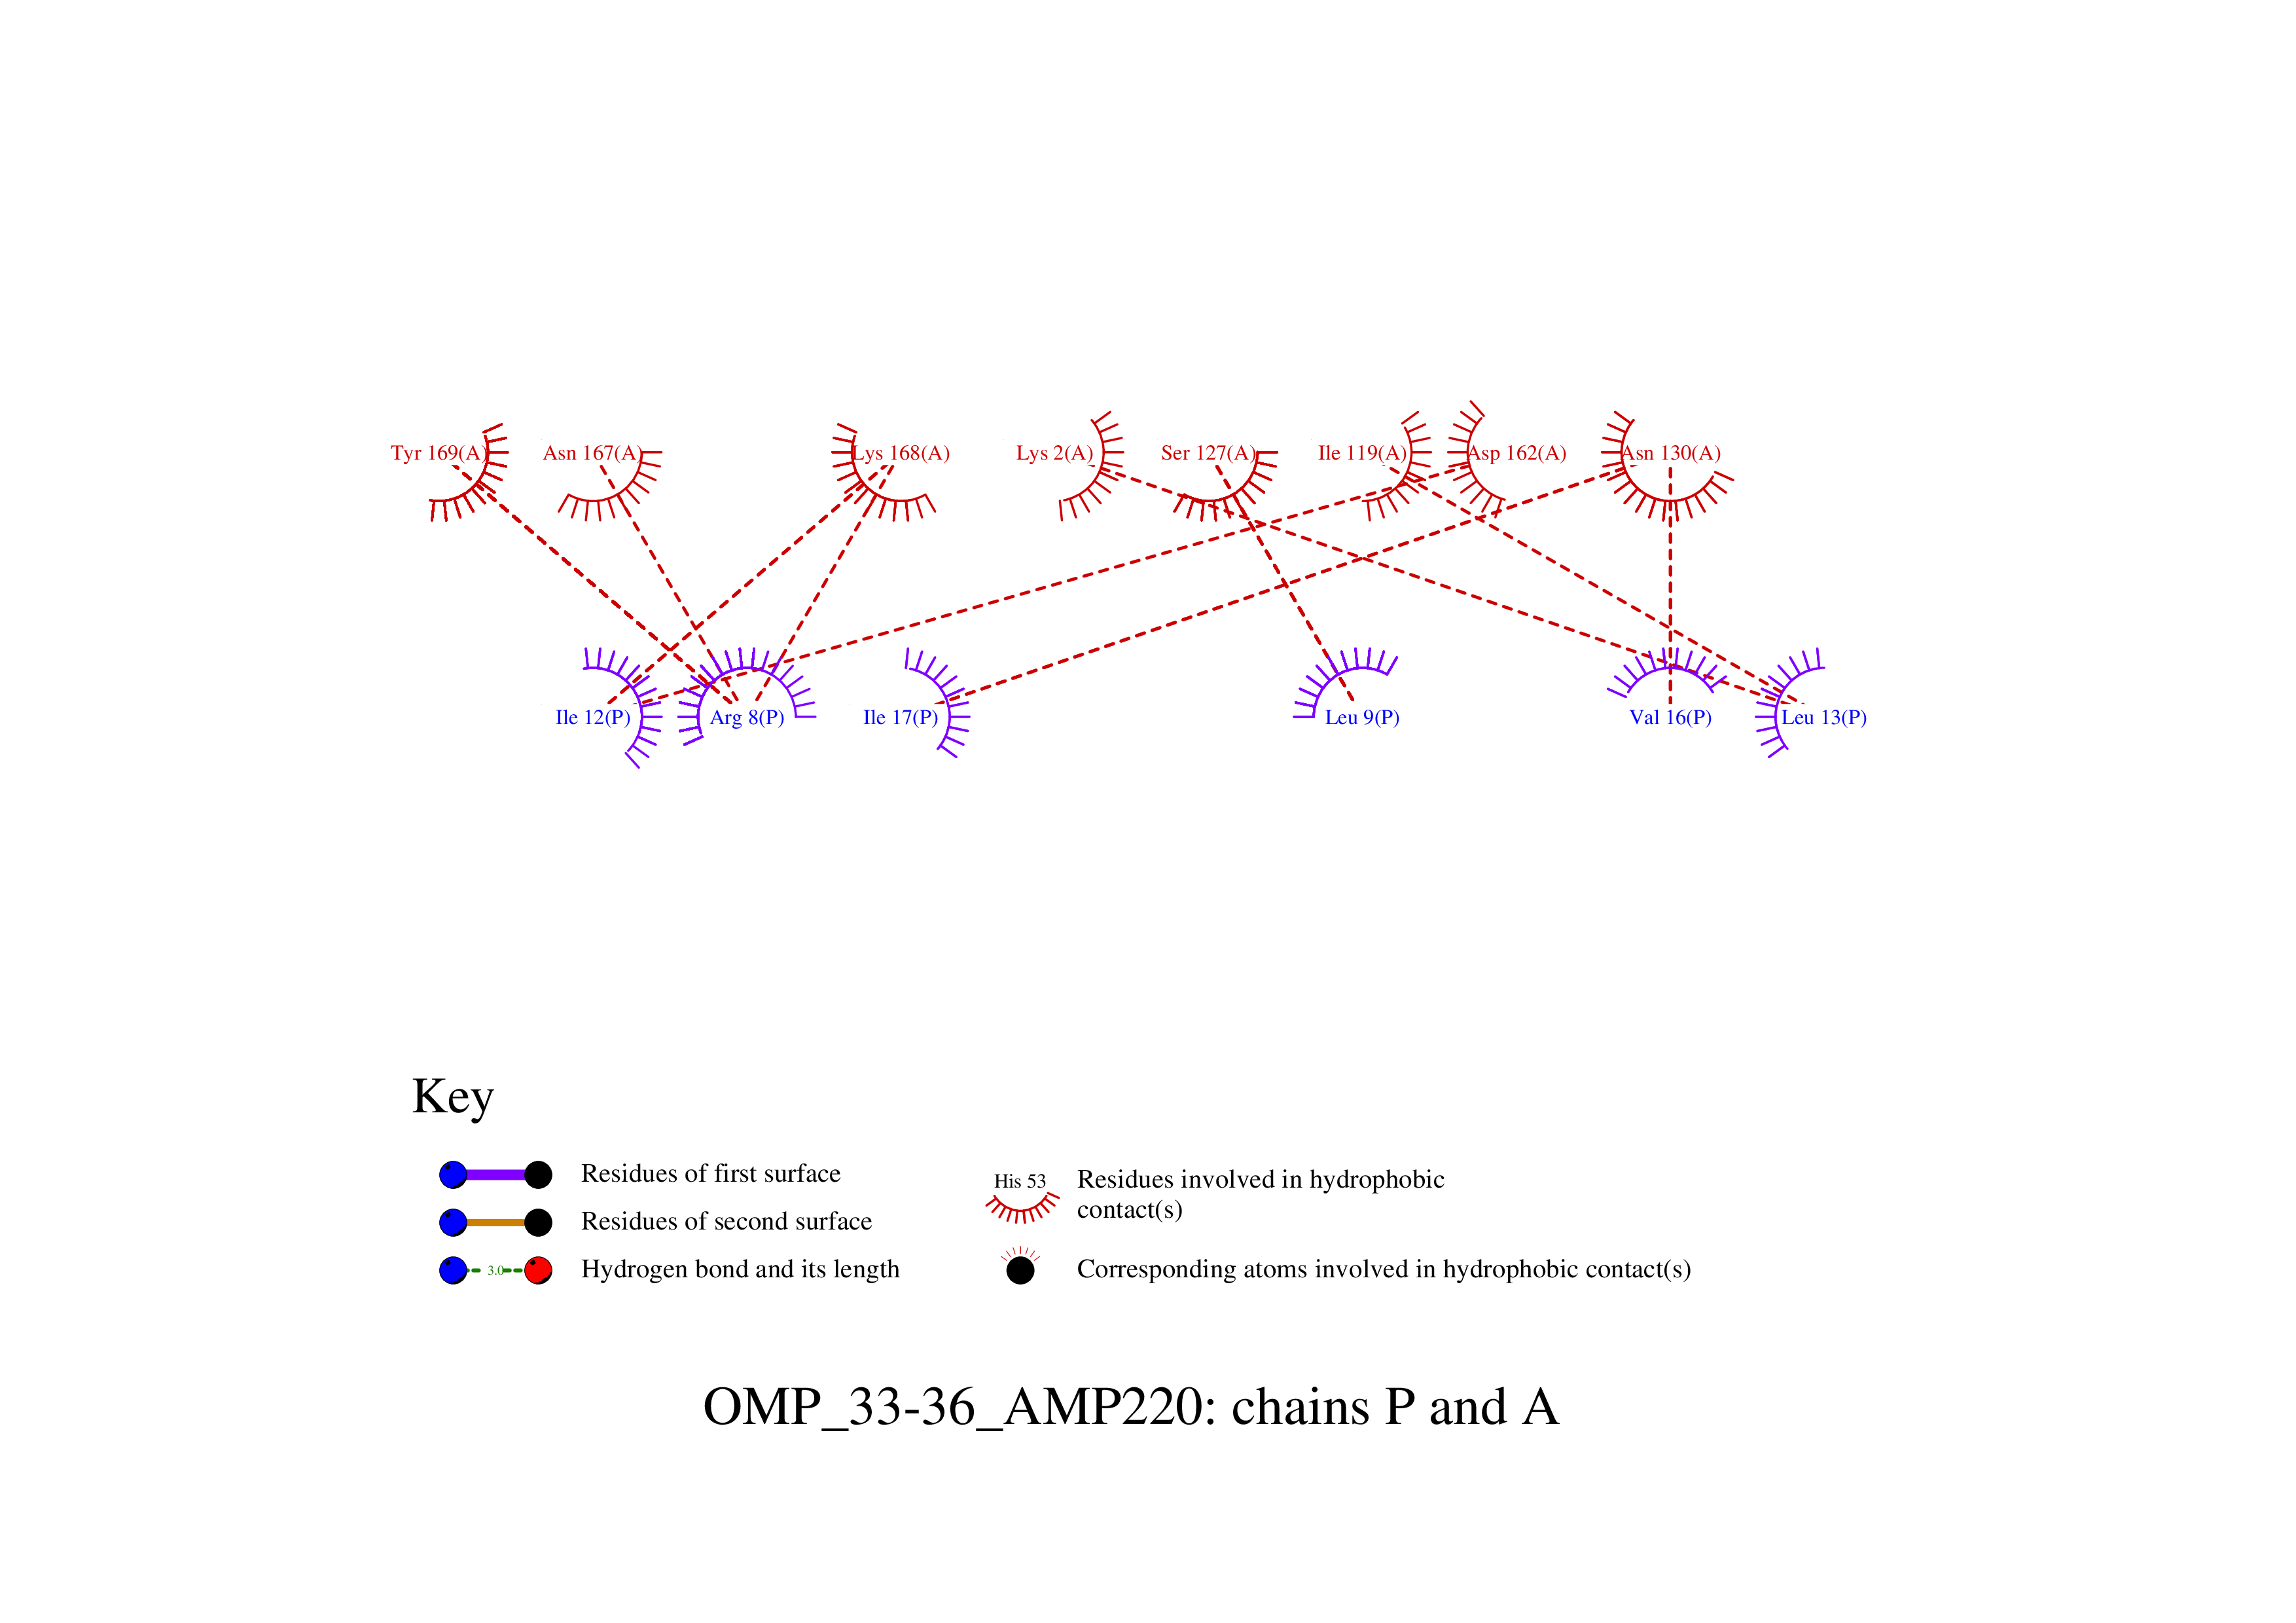 Tyr 169(A) Asn 167(A) Lys 168(A) Lys 2(A) Ser 127(A) Ile 119(A) Asp 162(A) Asn 130(A)
Ile 12(P) Arg 8(P) Ile 17(P) Leu 9(P) Val 16(P) Leu 13(P)
Key
Residues of first surface
Residues of second surface
3.0 Hydrogen bond and its length
His 53 Residues involved in hydrophobic
contact(s)
Corresponding atoms involved in hydrophobic contact(s)
OMP_33-36_AMP220: chains P and A